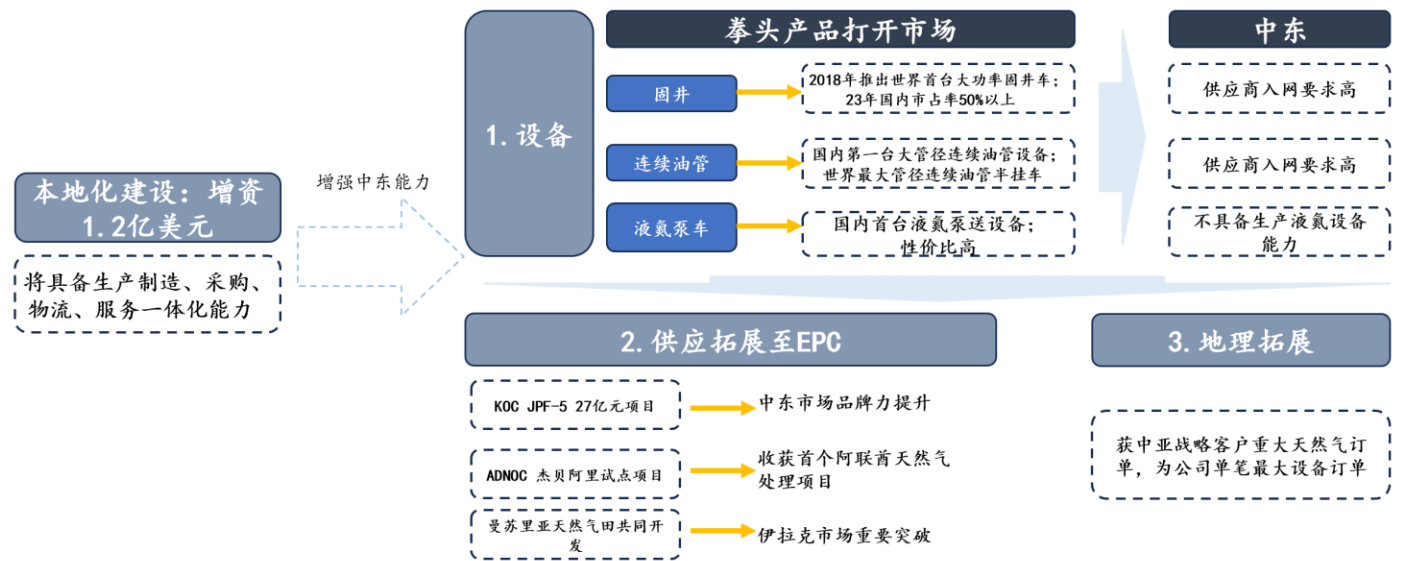 本地化建设：增资
1.2亿美元
将具备生产制造、采购、
物流、服务一体化能力
增强中东能力
1.设备
拳头产品打开市场
固井
2018年推出世界首台大功率固井车；
23年国内市占率50%以上
连续油管
国内第一台大管径连续油管设备；
世界最大管径连续油管半挂车
液氮泵车
国内首台液氮泵送设备；
性价比高
中东
供应商入网要求高
供应商入网要求高
不具备生产液氮设备
能力
2.供应拓展至EPC
KOC JPF-5 27亿元项目
中东市场品牌力提升
ADNOC 杰贝阿里试点项目
收获首个阿联酋天然气
处理项目
曼苏里亚天然气田共同开
发
伊拉克市场重要突破
3.地理拓展
获中亚战略客户重大天然气订
单，为公司单笔最大设备订单